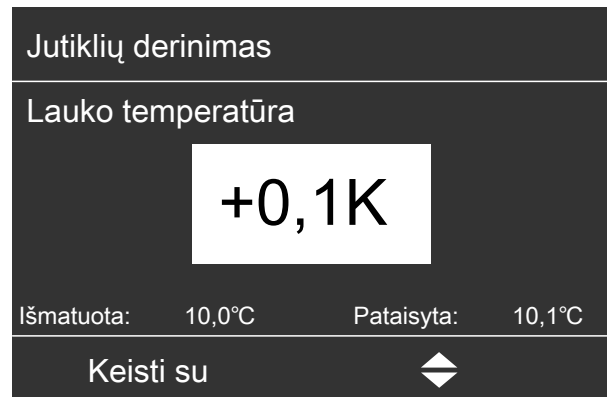 Jutiklių derinimas
Lauko temperatūra
+0,1K
Išmatuota: 10,0°C Pataisyta: 10,1°C
Keisti su